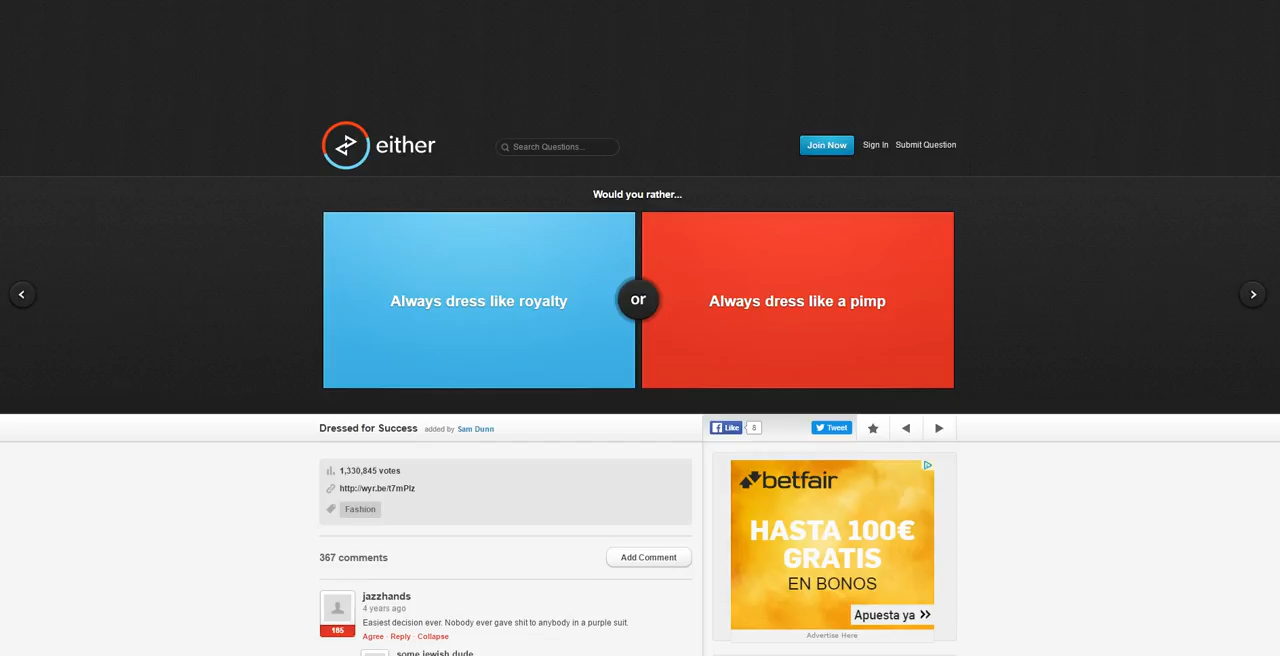 either
Search Questions...
Join Now
Sign In
Submit Question
Would you rather...
Always dress like royalty
or
Always dress like a pimp
Dressed for Success added by Sam Dunn
Like
8
Tweet
1,330,845 votes
http://wyr.be/t7mPlz
Fashion
367 comments
Add Comment
jazzhands
4 years ago
185
Easiest decision ever. Nobody ever gave shit to anybody in a purple suit.
Agree · Reply · Collapse
some jewish dude
betfair
HASTA 100€
GRATIS
EN BONOS
Apuesta ya
Advertise Here